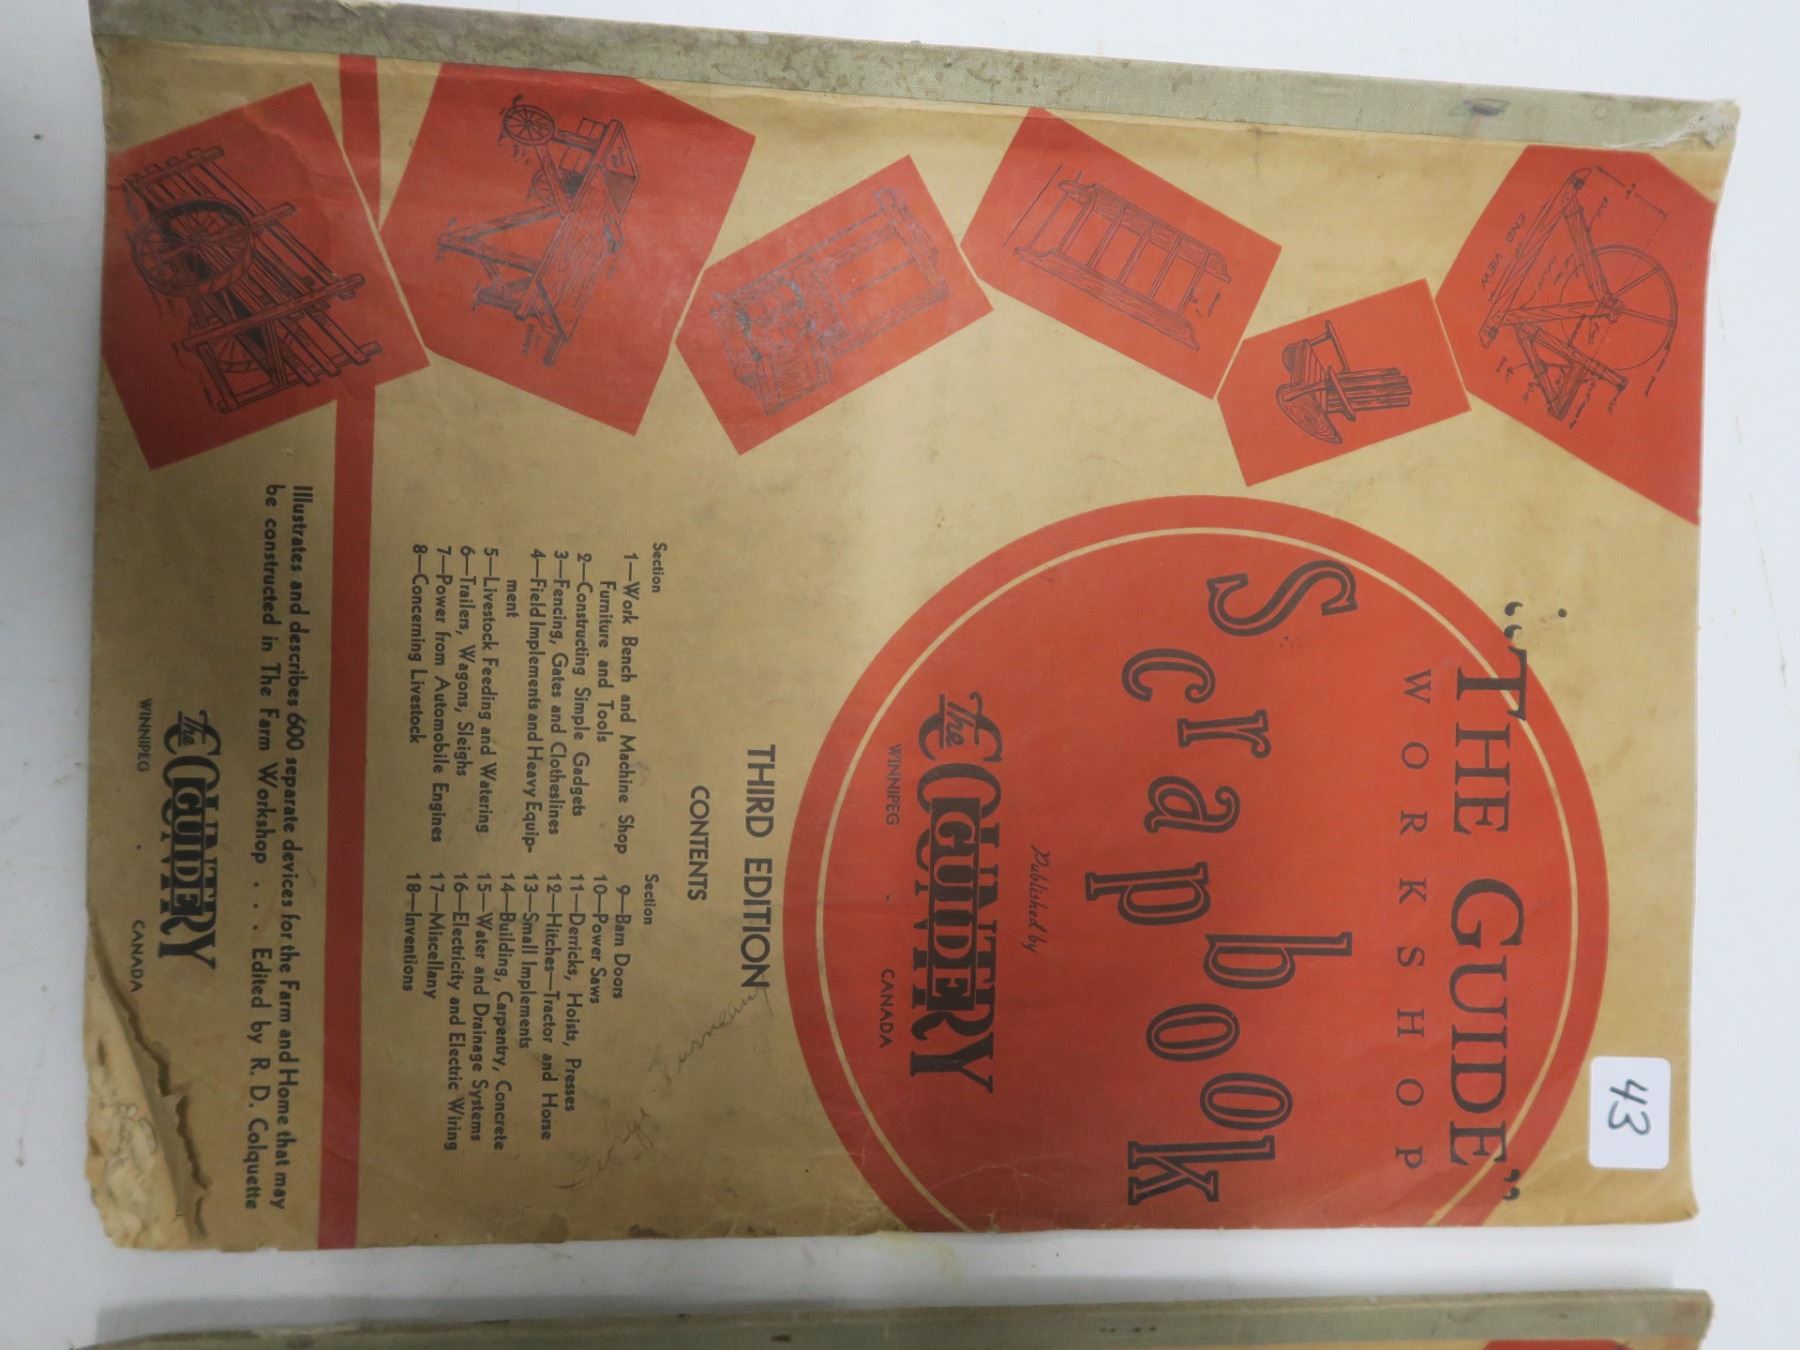 43
"THE GUIDE"
WORKSHOP
Scrapbook
Published by
The COUNTRY GUIDE
WINNIPEG . CANADA
END VIEW
THIRD EDITION
CONTENTS
Section
1—Work Bench and Machine Shop
Furniture and Tools
2—Constructing Simple Gadgets
3—Fencing, Gates and Clotheslines
4—Field Implements and Heavy Equip-
ment
5—Livestock Feeding and Watering
6—Trailers, Wagons, Sleighs
7—Power from Automobile Engines
8—Concerning Livestock
Section
9—Barn Doors
10—Power Saws
11—Derricks, Hoists, Presses
12—Hitches—Tractor and Horse
13—Small Implements
14—Building, Carpentry, Concrete
15—Water and Drainage Systems
16—Electricity and Electric Wiring
17—Miscellany
18—Inventions
Illustrates and describes 600 separate devices for the Farm and Home that may
be constructed in The Farm Workshop . . . Edited by R. D. Colquette
The COUNTRY GUIDE
WINNIPEG . CANADA